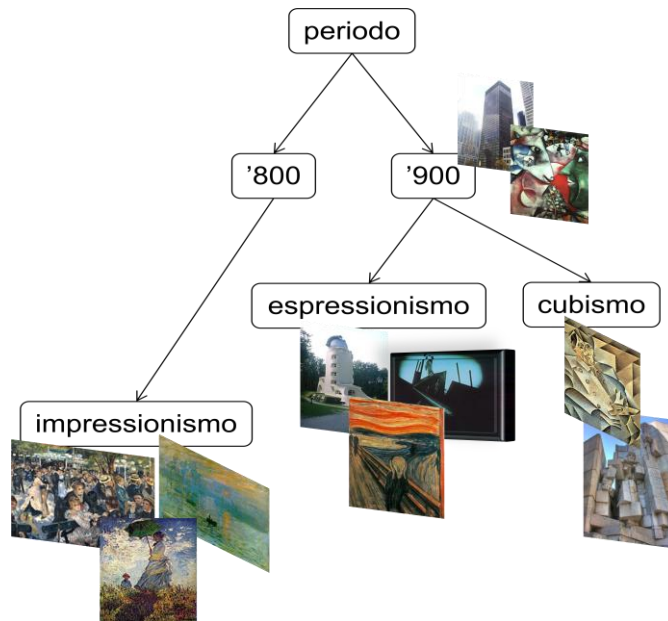 periodo
’800
’900
espressionismo
cubismo
impressionismo